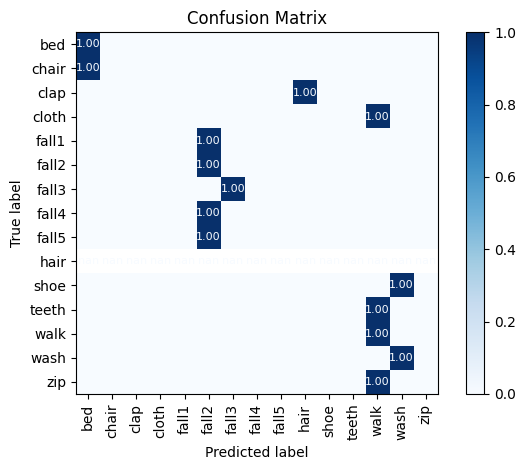 Confusion Matrix
True label
bed 1.00
chair 1.00
clap 1.00
cloth 1.00
fall1 1.00
fall2 1.00
fall3 1.00
fall4 1.00
fall5 1.00
hair
shoe 1.00
teeth 1.00
walk 1.00
wash 1.00
zip 1.00
bed chair clap cloth fall1 fall2 fall3 fall4 fall5 hair shoe teeth walk wash zip
Predicted label
1.0
0.8
0.6
0.4
0.2
0.0